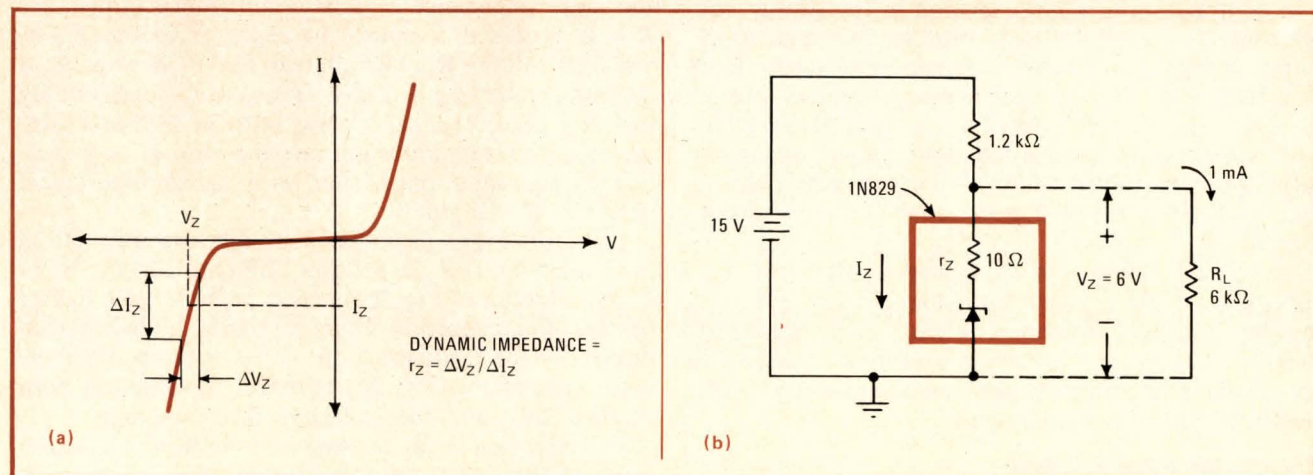 I
V
V_Z
I_Z
ΔI_Z
ΔV_Z
DYNAMIC IMPEDANCE =
r_Z = ΔV_Z/ΔI_Z
(a)
15 V
1.2 kΩ
1N829
I_Z
r_Z
10 Ω
+
V_Z = 6 V
–
1 mA
R_L
6 kΩ
(b)